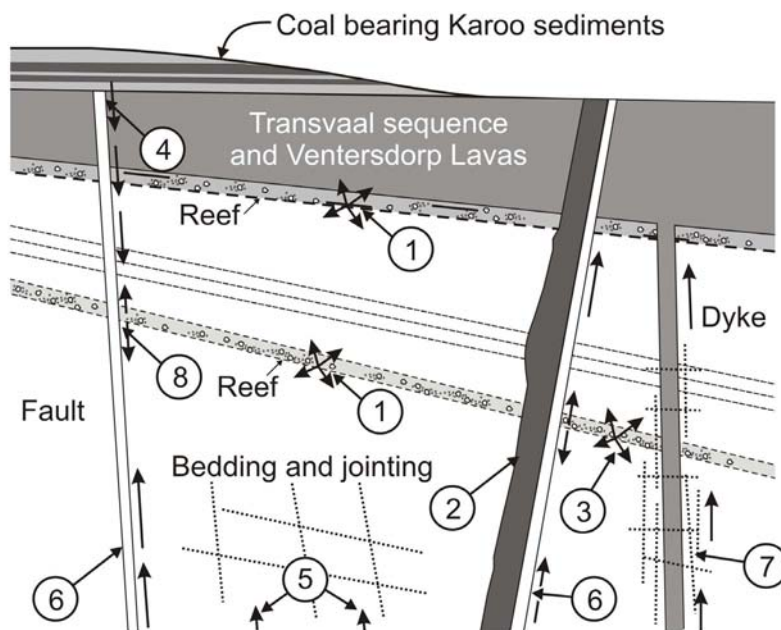 Coal bearing Karoo sediments
4
Transvaal sequence
and Ventersdorp Lavas
Reef
1
Dyke
8
Reef
1
Fault
Bedding and jointing
2
3
5
6
6
7